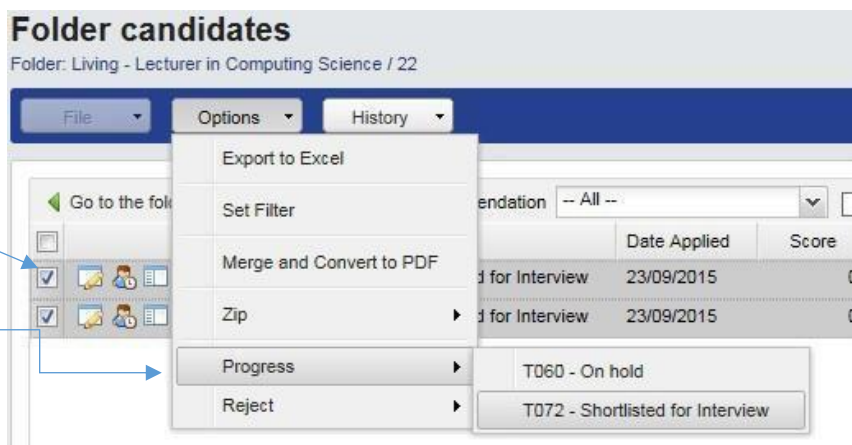 Folder candidates
Folder: Living - Lecturer in Computing Science / 22
File Options History
Export to Excel
Go to the endation -- All --
Set Filter
Date Applied Score
Merge and Convert to PDF
for Interview 23/09/2015
Zip
for Interview 23/09/2015
Progress
T060 - On hold
Reject
T072 - Shortlisted for Interview